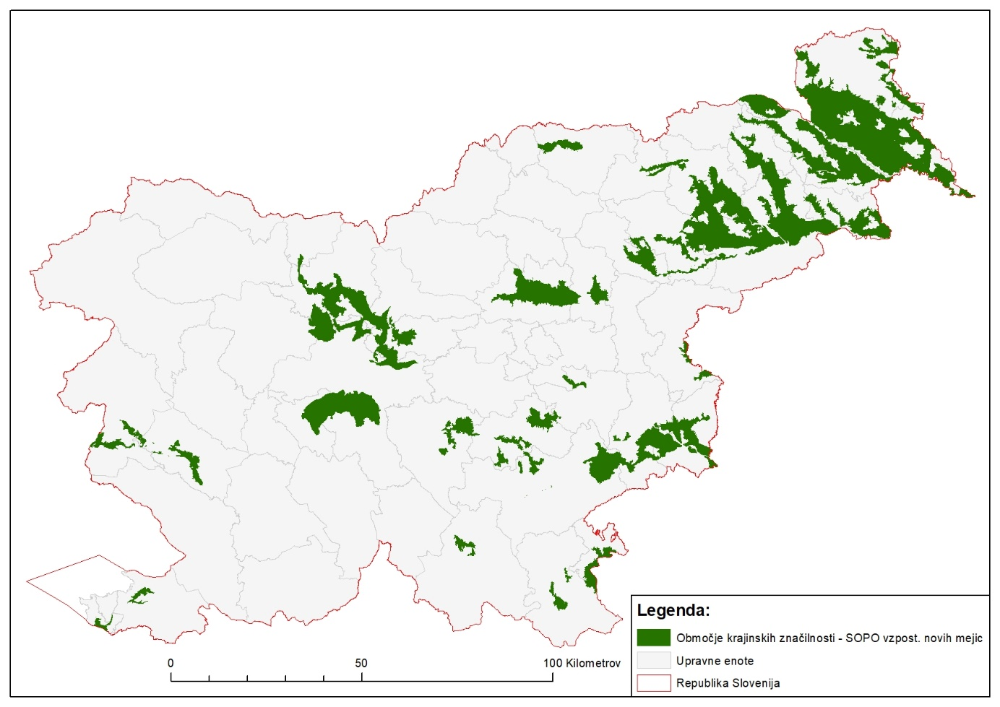 0 50 100 Kilometrov
Legenda:
Območje krajinskih značilnosti - SOPO vzpost. novih mejic
Upravne enote
Republika Slovenija